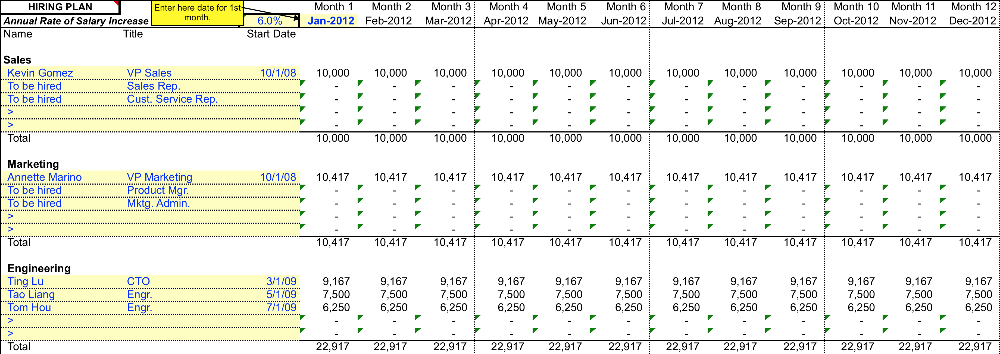 HIRING PLAN Enter here date for 1st month. Month 1 Month 2 Month 3 Month 4 Month 5 Month 6 Month 7 Month 8 Month 9 Month 10 Month 11 Month 12
Annual Rate of Salary Increase 6.0% Jan-2012 Feb-2012 Mar-2012 Apr-2012 May-2012 Jun-2012 Jul-2012 Aug-2012 Sep-2012 Oct-2012 Nov-2012 Dec-2012
Name Title Start Date
Sales
Kevin Gomez VP Sales 10/1/08 10,000 10,000 10,000 10,000 10,000 10,000 10,000 10,000 10,000 10,000 10,000 10,000
To be hired Sales Rep. - - - - - - - - - - - -
To be hired Cust. Service Rep. - - - - - - - - - - - -
> - - - - - - - - - - - -
> - - - - - - - - - - - -
Total 10,000 10,000 10,000 10,000 10,000 10,000 10,000 10,000 10,000 10,000 10,000 10,000
Marketing
Annette Marino VP Marketing 10/1/08 10,417 10,417 10,417 10,417 10,417 10,417 10,417 10,417 10,417 10,417 10,417 10,417
To be hired Product Mgr. - - - - - - - - - - - -
To be hired Mktg. Admin. - - - - - - - - - - - -
> - - - - - - - - - - - -
> - - - - - - - - - - - -
Total 10,417 10,417 10,417 10,417 10,417 10,417 10,417 10,417 10,417 10,417 10,417 10,417
Engineering
Ting Lu CTO 3/1/09 9,167 9,167 9,167 9,167 9,167 9,167 9,167 9,167 9,167 9,167 9,167 9,167
Tao Liang Engr. 5/1/09 7,500 7,500 7,500 7,500 7,500 7,500 7,500 7,500 7,500 7,500 7,500 7,500
Tom Hou Engr. 7/1/09 6,250 6,250 6,250 6,250 6,250 6,250 6,250 6,250 6,250 6,250 6,250 6,250
> - - - - - - - - - - - -
> - - - - - - - - - - - -
Total 22,917 22,917 22,917 22,917 22,917 22,917 22,917 22,917 22,917 22,917 22,917 22,917